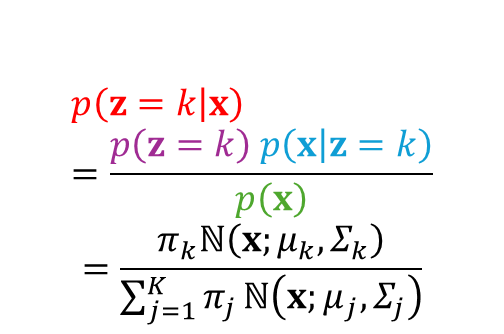 p(𝐳 = k|𝐱)
= p(𝐳 = k) p(𝐱|𝐳 = k) / p(𝐱)
= π_k ℕ(𝐱; μ_k, Σ_k) / ∑_{j=1}^{K} π_j ℕ(𝐱; μ_j, Σ_j)